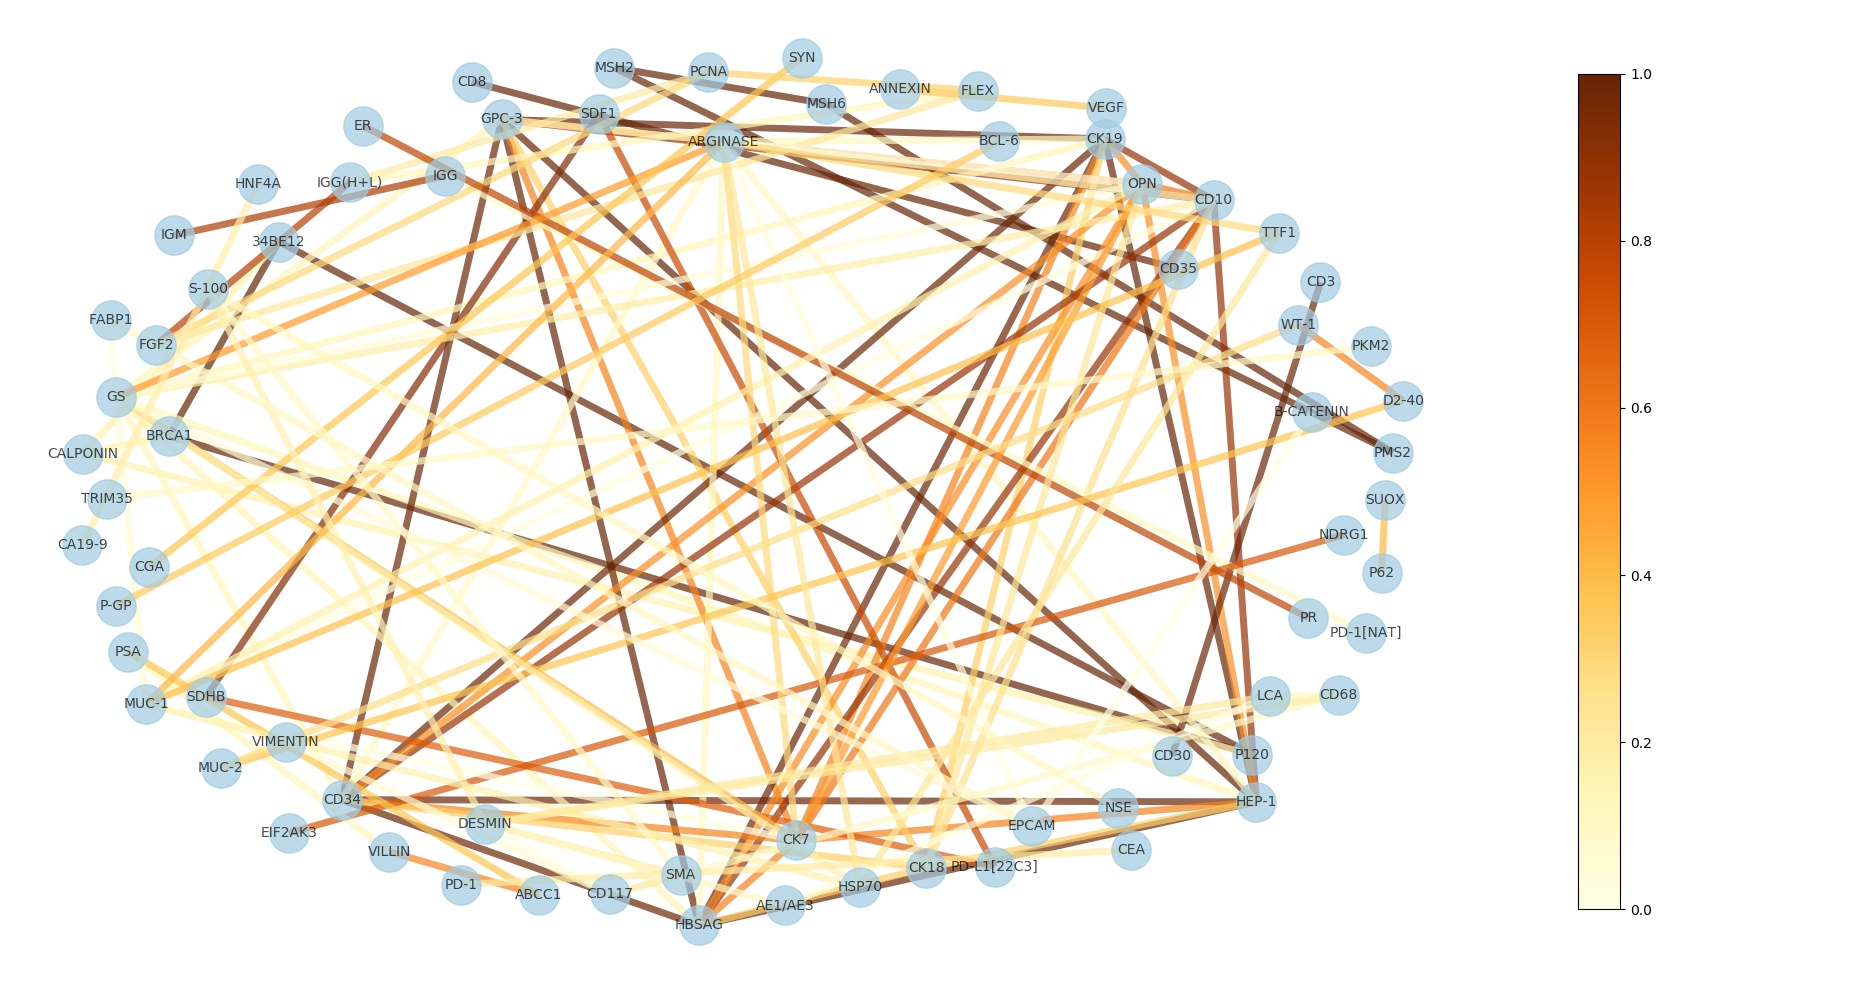 SYN
MSH2
PCNA
CD8
ANNEXIN
FLEX
MSH6
VEGF
GPC-3
SDF1
ER
ARGINASE
BCL-6
CK19
IGG
HNF4A
IGG(H+L)
OPN
CD10
IGM
34BE12
TTF1
CD35
CD3
S-100
FABP1
WT-1
FGF2
PKM2
GS
D2-40
B-CATENIN
BRCA1
CALPONIN
PMS2
TRIM35
SUOX
CA19-9
NDRG1
CGA
P62
P-GP
PR
PD-1[NAT]
PSA
MUC-1
SDHB
LCA
CD68
VIMENTIN
MUC-2
CD30
P120
CD34
HEP-1
EIF2AK3
DESMIN
NSE
EPCAM
CK7
VILLIN
CEA
PD-1
ABCC1
CD117
SMA
HSP70
CK18
PD-L1[22C3]
AE1/AE3
HBSAG
1.0
0.8
0.6
0.4
0.2
0.0